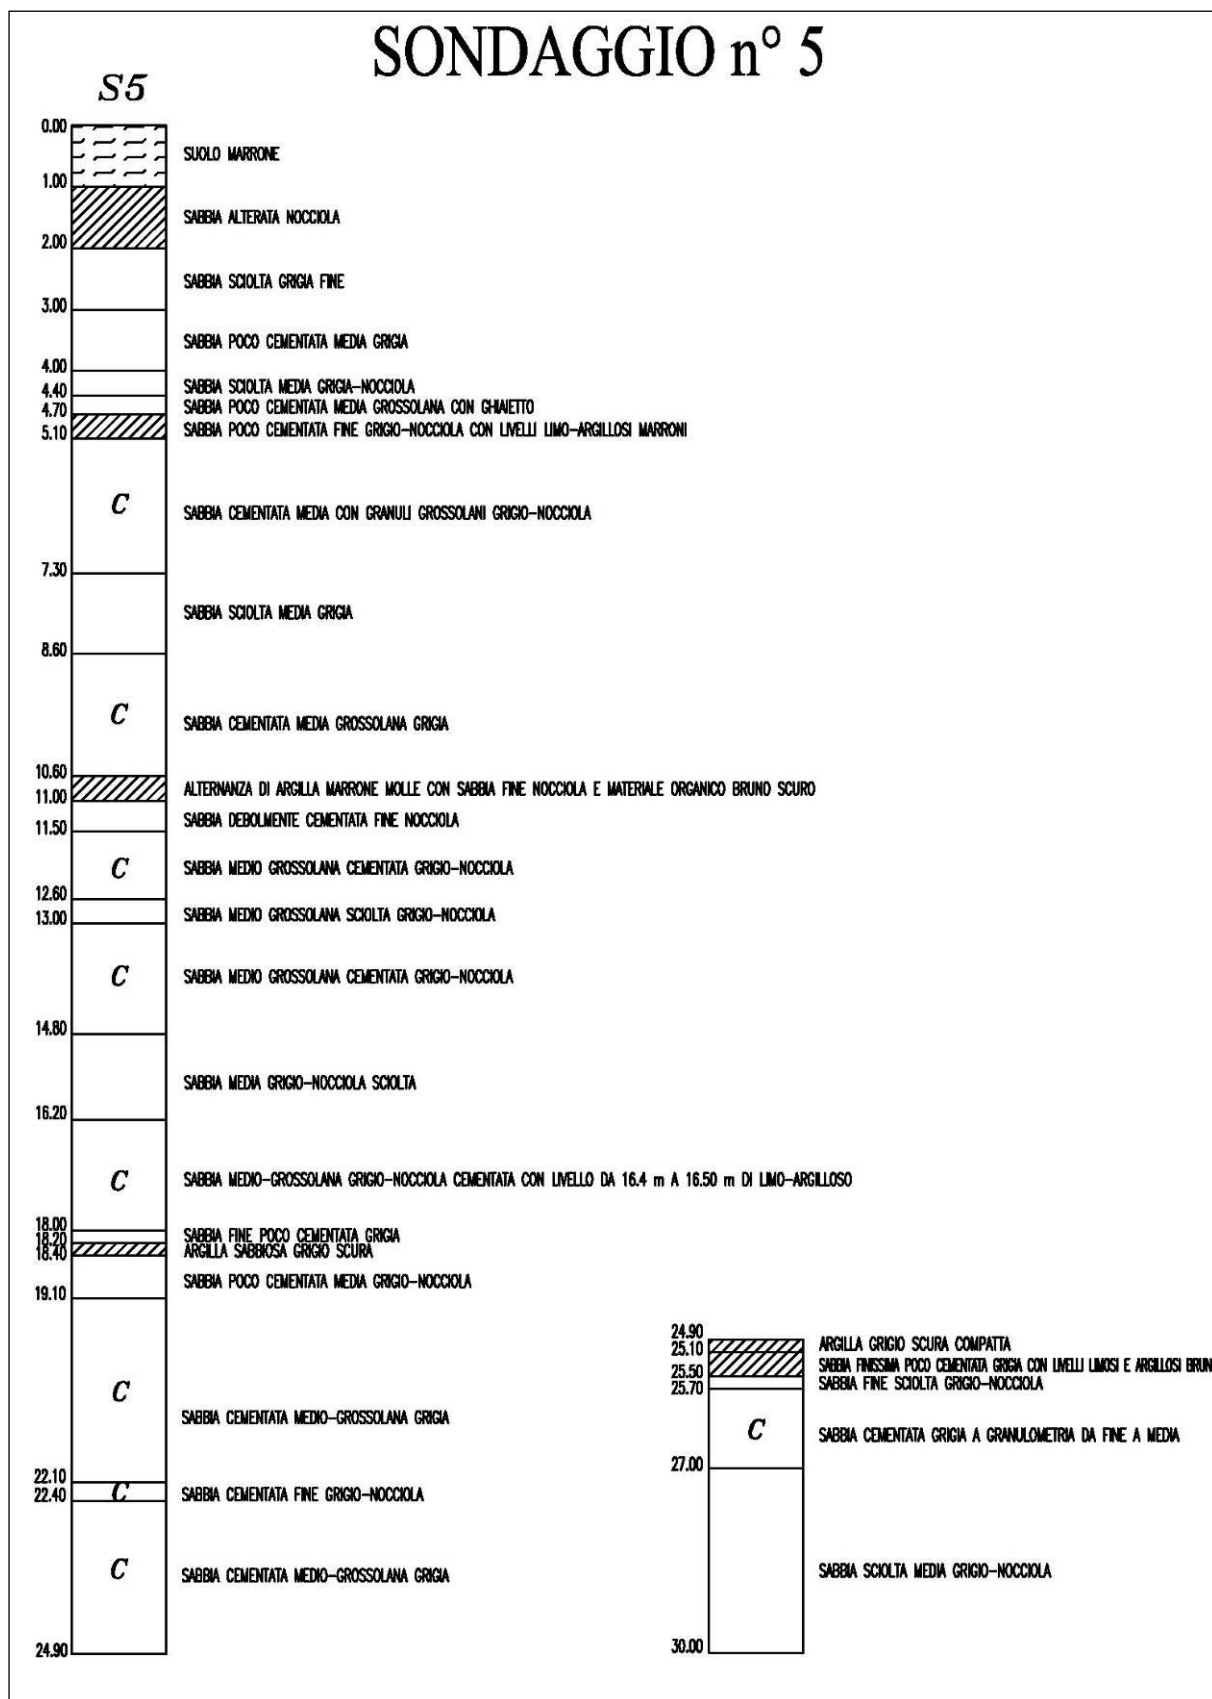 SONDAGGIO n° 5
S5
0.00
SUOLO MARRONE
1.00
SABBIA ALTERATA NOCCIOLA
2.00
SABBIA SCIOLTA GRIGIA FINE
3.00
SABBIA POCO CEMENTATA MEDIA GRIGIA
4.00
SABBIA SCIOLTA MEDIA GRIGIA-NOCCIOLA
4.40
SABBIA POCO CEMENTATA MEDIA GROSSOLANA CON GHIAIETTO
4.70
SABBIA POCO CEMENTATA FINE GRIGIO-NOCCIOLA CON LIVELLI LIMO-ARGILLOSI MARRONI
5.10
C
SABBIA CEMENTATA MEDIA CON GRANULI GROSSOLANI GRIGIO-NOCCIOLA
7.30
SABBIA SCIOLTA MEDIA GRIGIA
8.60
C
SABBIA CEMENTATA MEDIA GROSSOLANA GRIGIA
10.60
ALTERNANZA DI ARGILLA MARRONE MOLLE CON SABBIA FINE NOCCIOLA E MATERIALE ORGANICO BRUNO SCURO
11.00
SABBIA DEBOLMENTE CEMENTATA FINE NOCCIOLA
11.50
C
SABBIA MEDIO GROSSOLANA CEMENTATA GRIGIO-NOCCIOLA
12.60
SABBIA MEDIO GROSSOLANA SCIOLTA GRIGIO-NOCCIOLA
13.00
C
SABBIA MEDIO GROSSOLANA CEMENTATA GRIGIO-NOCCIOLA
14.80
SABBIA MEDIA GRIGIO-NOCCIOLA SCIOLTA
16.20
C
SABBIA MEDIO-GROSSOLANA GRIGIO-NOCCIOLA CEMENTATA CON LIVELLO DA 16.4 m A 16.50 m DI LIMO-ARGILLOSO
18.00
SABBIA FINE POCO CEMENTATA GRIGIA
18.20
ARGILLA SABBIOSA GRIGIO SCURA
18.40
SABBIA POCO CEMENTATA MEDIA GRIGIO-NOCCIOLA
19.10
C
SABBIA CEMENTATA MEDIO-GROSSOLANA GRIGIA
22.10
C
SABBIA CEMENTATA FINE GRIGIO-NOCCIOLA
22.40
C
SABBIA CEMENTATA MEDIO-GROSSOLANA GRIGIA
24.90
24.90
ARGILLA GRIGIO SCURA COMPATTA
25.10
SABBIA FINISSIMA POCO CEMENTATA GRIGIA CON LIVELLI LIMOSI E ARGILLOSI BRUN
25.50
SABBIA FINE SCIOLTA GRIGIO-NOCCIOLA
25.70
C
SABBIA CEMENTATA GRIGIA A GRANULOMETRIA DA FINE A MEDIA
27.00
SABBIA SCIOLTA MEDIA GRIGIO-NOCCIOLA
30.00